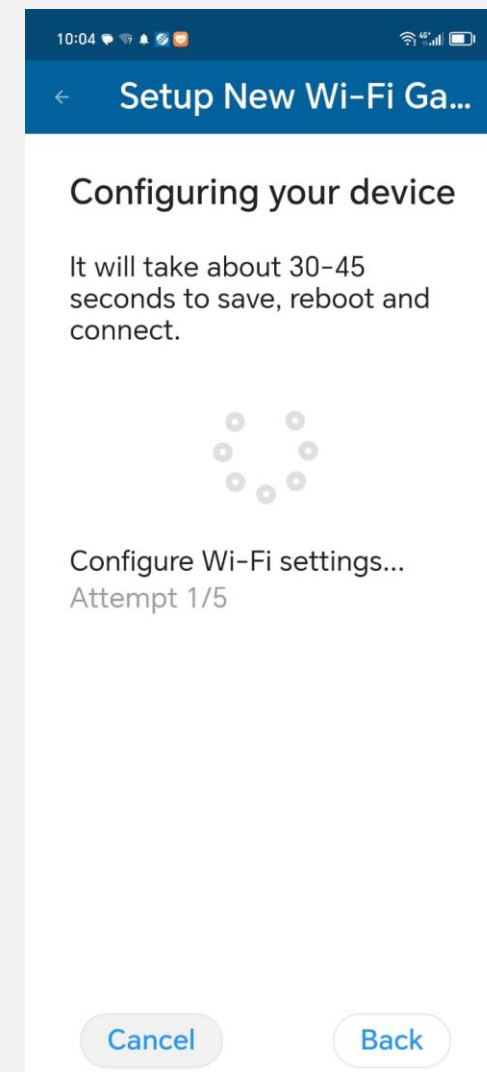 10:04
Setup New Wi-Fi Ga...
Configuring your device
It will take about 30-45
seconds to save, reboot and
connect.
Configure Wi-Fi settings...
Attempt 1/5
Cancel
Back